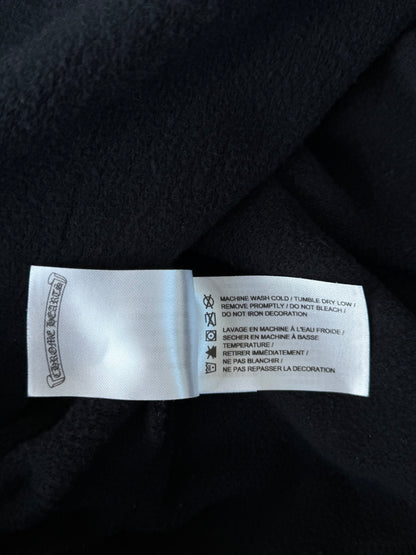 CHROME HEARTS
MACHINE WASH COLD / TUMBLE DRY LOW /
REMOVE PROMPTLY / DO NOT BLEACH /
DO NOT IRON DECORATION
LAVAGE EN MACHINE À L'EAU FROIDE /
SECHER EN MACHINE À BASSE
TEMPERATURE /
RETIRER IMMÉDIATEMENT /
NE PAS BLANCHIR /
NE PAS REPASSER LA DECORATION